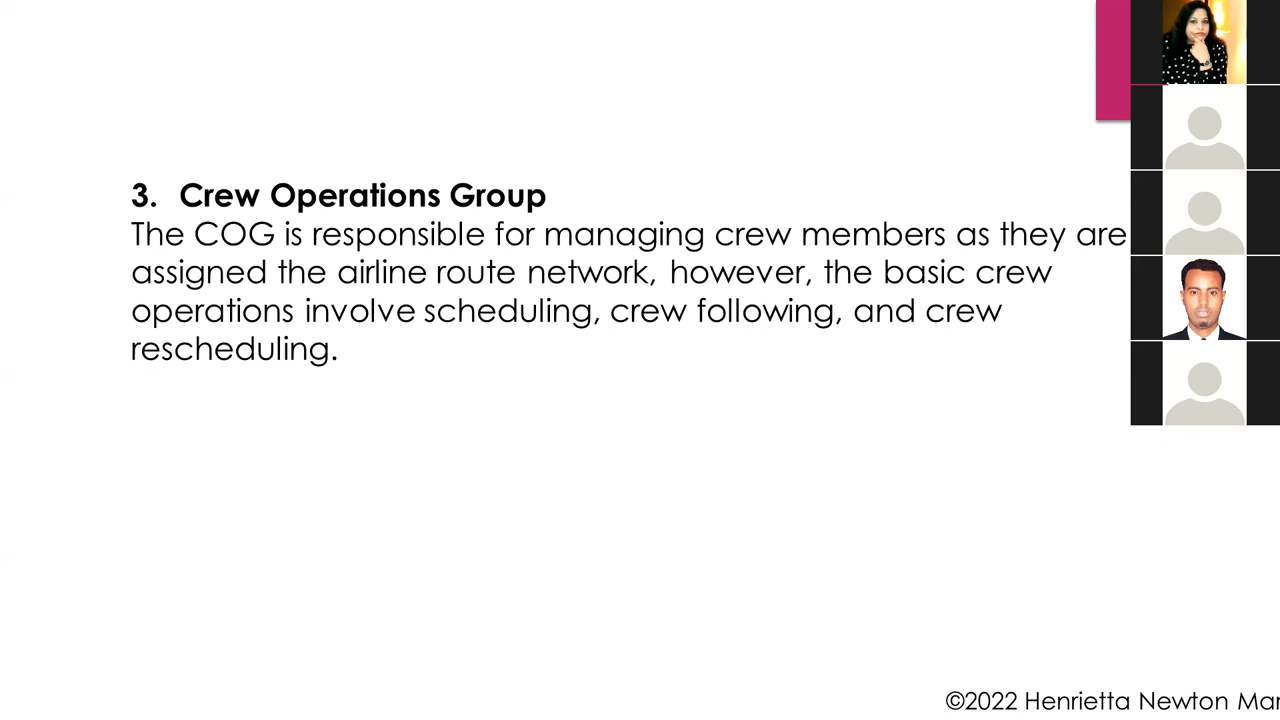 3. Crew Operations Group
The COG is responsible for managing crew members as they are
assigned the airline route network, however, the basic crew
operations involve scheduling, crew following, and crew
rescheduling.
©2022 Henrietta Newton Mar